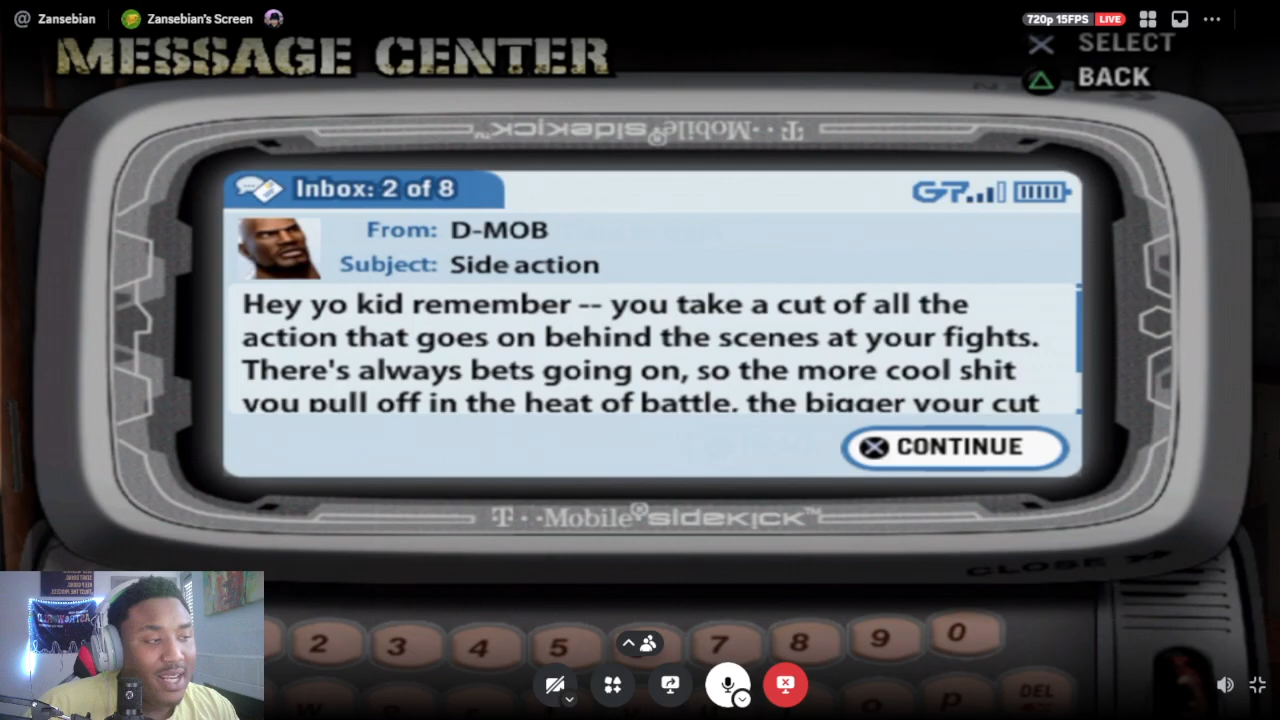 @ Zansebian
Zansebian's Screen
720p 15FPS LIVE
MESSAGE CENTER
SELECT
BACK
T··Mobile sidekick™
Inbox: 2 of 8
From: D-MOB
Subject: Side action
Hey yo kid remember -- you take a cut of all the
action that goes on behind the scenes at your fights.
There's always bets going on, so the more cool shit
you pull off in the heat of battle, the bigger your cut
CONTINUE
T··Mobile sidekick™
CLOSE
2 3 4 5 7 8 9 0
P DEL